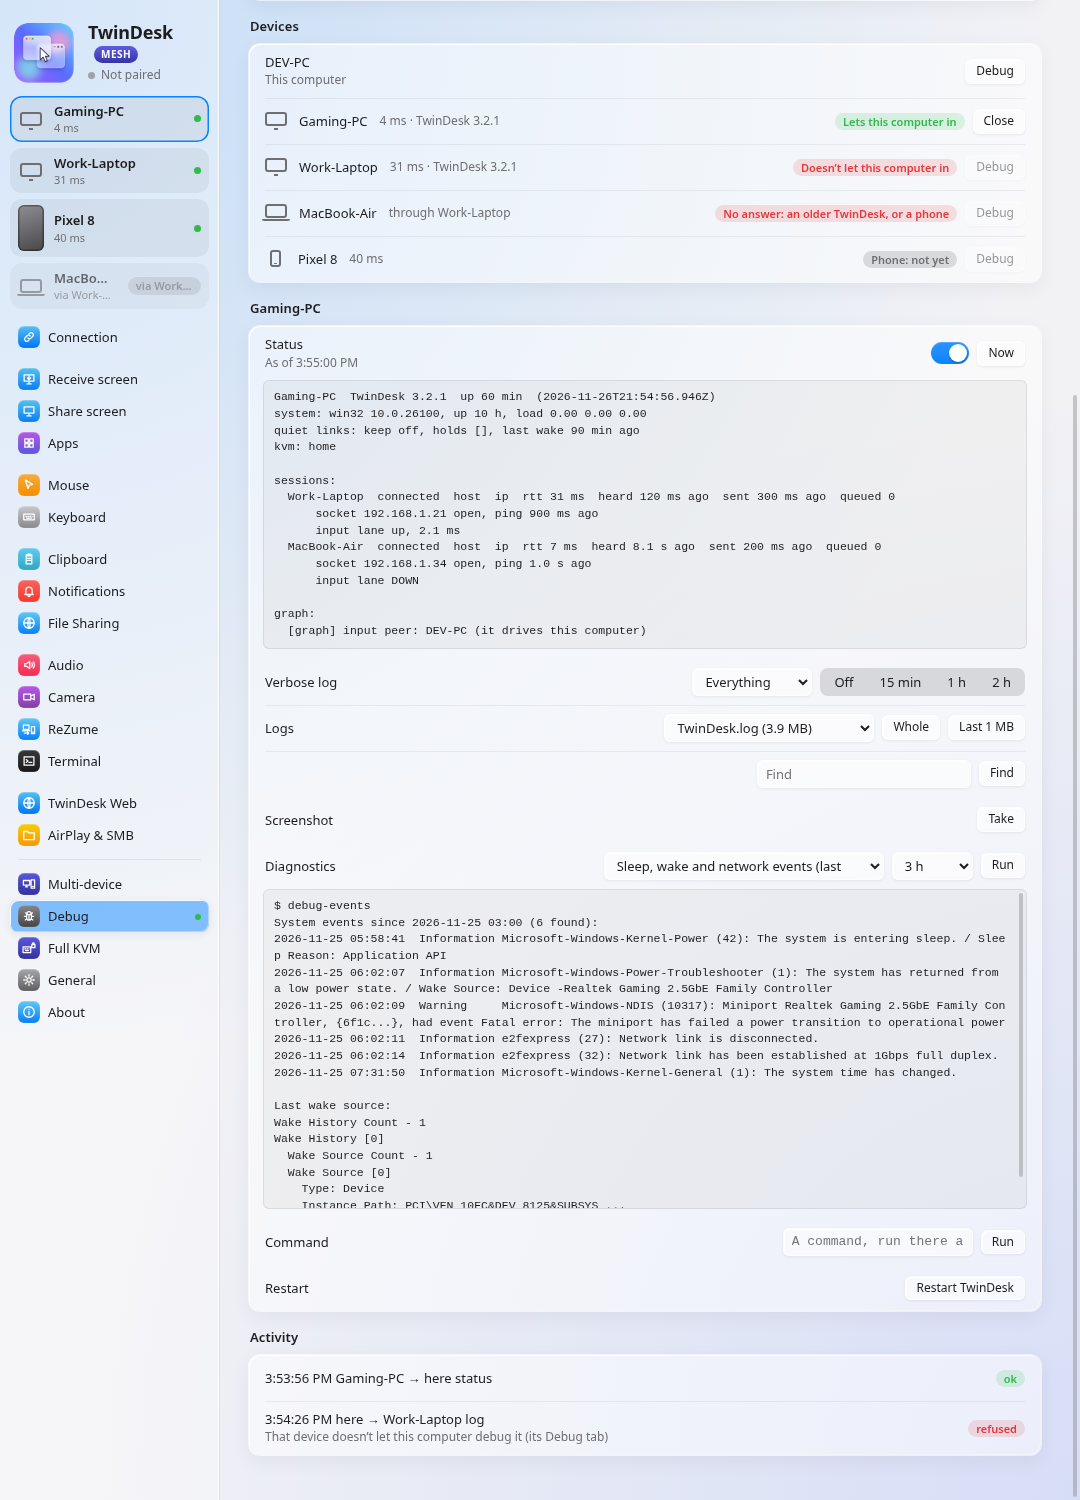 TwinDesk
MESH
Not paired
Gaming-PC
4 ms
Work-Laptop
31 ms
Pixel 8
40 ms
MacBo...
via Work-...
via Work...
Connection
Receive screen
Share screen
Apps
Mouse
Keyboard
Clipboard
Notifications
File Sharing
Audio
Camera
ReZume
Terminal
TwinDesk Web
AirPlay & SMB
Multi-device
Debug
Full KVM
General
About
Devices
DEV-PC
This computer
Debug
Gaming-PC 4 ms · TwinDesk 3.2.1 Lets this computer in Close
Work-Laptop 31 ms · TwinDesk 3.2.1 Doesn't let this computer in Debug
MacBook-Air through Work-Laptop No answer: an older TwinDesk, or a phone Debug
Pixel 8 40 ms Phone: not yet Debug
Gaming-PC
Status
As of 3:55:00 PM
Now
Gaming-PC  TwinDesk 3.2.1  up 60 min  (2026-11-26T21:54:56.946Z)
system: win32 10.0.26100, up 10 h, load 0.00 0.00 0.00
quiet links: keep off, holds [], last wake 90 min ago
kvm: home
sessions:
Work-Laptop  connected  host  ip  rtt 31 ms  heard 120 ms ago  sent 300 ms ago  queued 0
socket 192.168.1.21 open, ping 900 ms ago
input lane up, 2.1 ms
MacBook-Air  connected  host  ip  rtt 7 ms  heard 8.1 s ago  sent 200 ms ago  queued 0
socket 192.168.1.34 open, ping 1.0 s ago
input lane DOWN
graph:
[graph] input peer: DEV-PC (it drives this computer)
Verbose log Everything Off 15 min 1 h 2 h
Logs TwinDesk.log (3.9 MB) Whole Last 1 MB
Find Find
Screenshot Take
Diagnostics Sleep, wake and network events (last 3 h Run
$ debug-events
System events since 2026-11-25 03:00 (6 found):
2026-11-25 05:58:41  Information Microsoft-Windows-Kernel-Power (42): The system is entering sleep. / Slee
p Reason: Application API
2026-11-25 06:02:07  Information Microsoft-Windows-Power-Troubleshooter (1): The system has returned from
a low power state. / Wake Source: Device -Realtek Gaming 2.5GbE Family Controller
2026-11-25 06:02:09  Warning     Microsoft-Windows-NDIS (10317): Miniport Realtek Gaming 2.5GbE Family Con
troller, {6f1c...}, had event Fatal error: The miniport has failed a power transition to operational power
2026-11-25 06:02:11  Information e2fexpress (27): Network link is disconnected.
2026-11-25 06:02:14  Information e2fexpress (32): Network link has been established at 1Gbps full duplex.
2026-11-25 07:31:50  Information Microsoft-Windows-Kernel-General (1): The system time has changed.
Last wake source:
Wake History Count - 1
Wake History [0]
Wake Source Count - 1
Wake Source [0]
Type: Device
Instance Path: PCI\VEN_10EC&DEV_8125&SUBSYS_...
Command A command, run there a Run
Restart Restart TwinDesk
Activity
3:53:56 PM Gaming-PC → here status ok
3:54:26 PM here → Work-Laptop log
That device doesn't let this computer debug it (its Debug tab)
refused